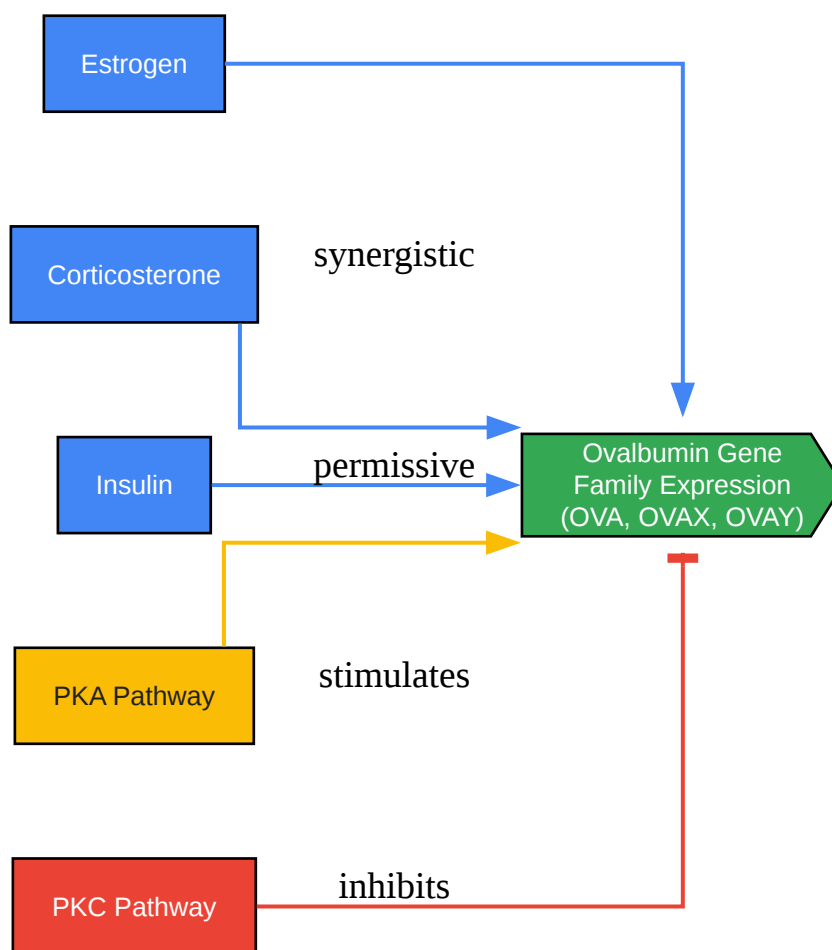 Estrogen
Corticosterone
synergistic
Insulin
permissive
Ovalbumin Gene
Family Expression
(OVA, OVAX, OVAY)
PKA Pathway
stimulates
PKC Pathway
inhibits